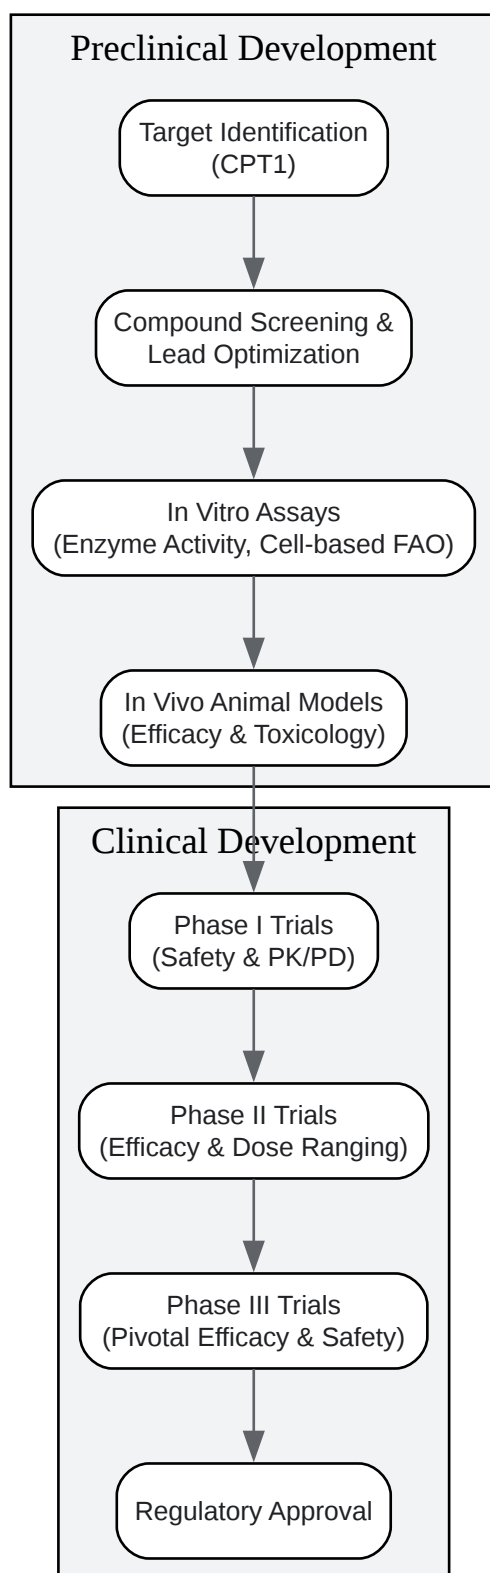 Preclinical Development
Target Identification
(CPT1)
Compound Screening &
Lead Optimization
In Vitro Assays
(Enzyme Activity, Cell-based FAO)
In Vivo Animal Models
(Efficacy & Toxicology)
Clinical Development
Phase I Trials
(Safety & PK/PD)
Phase II Trials
(Efficacy & Dose Ranging)
Phase III Trials
(Pivotal Efficacy & Safety)
Regulatory Approval